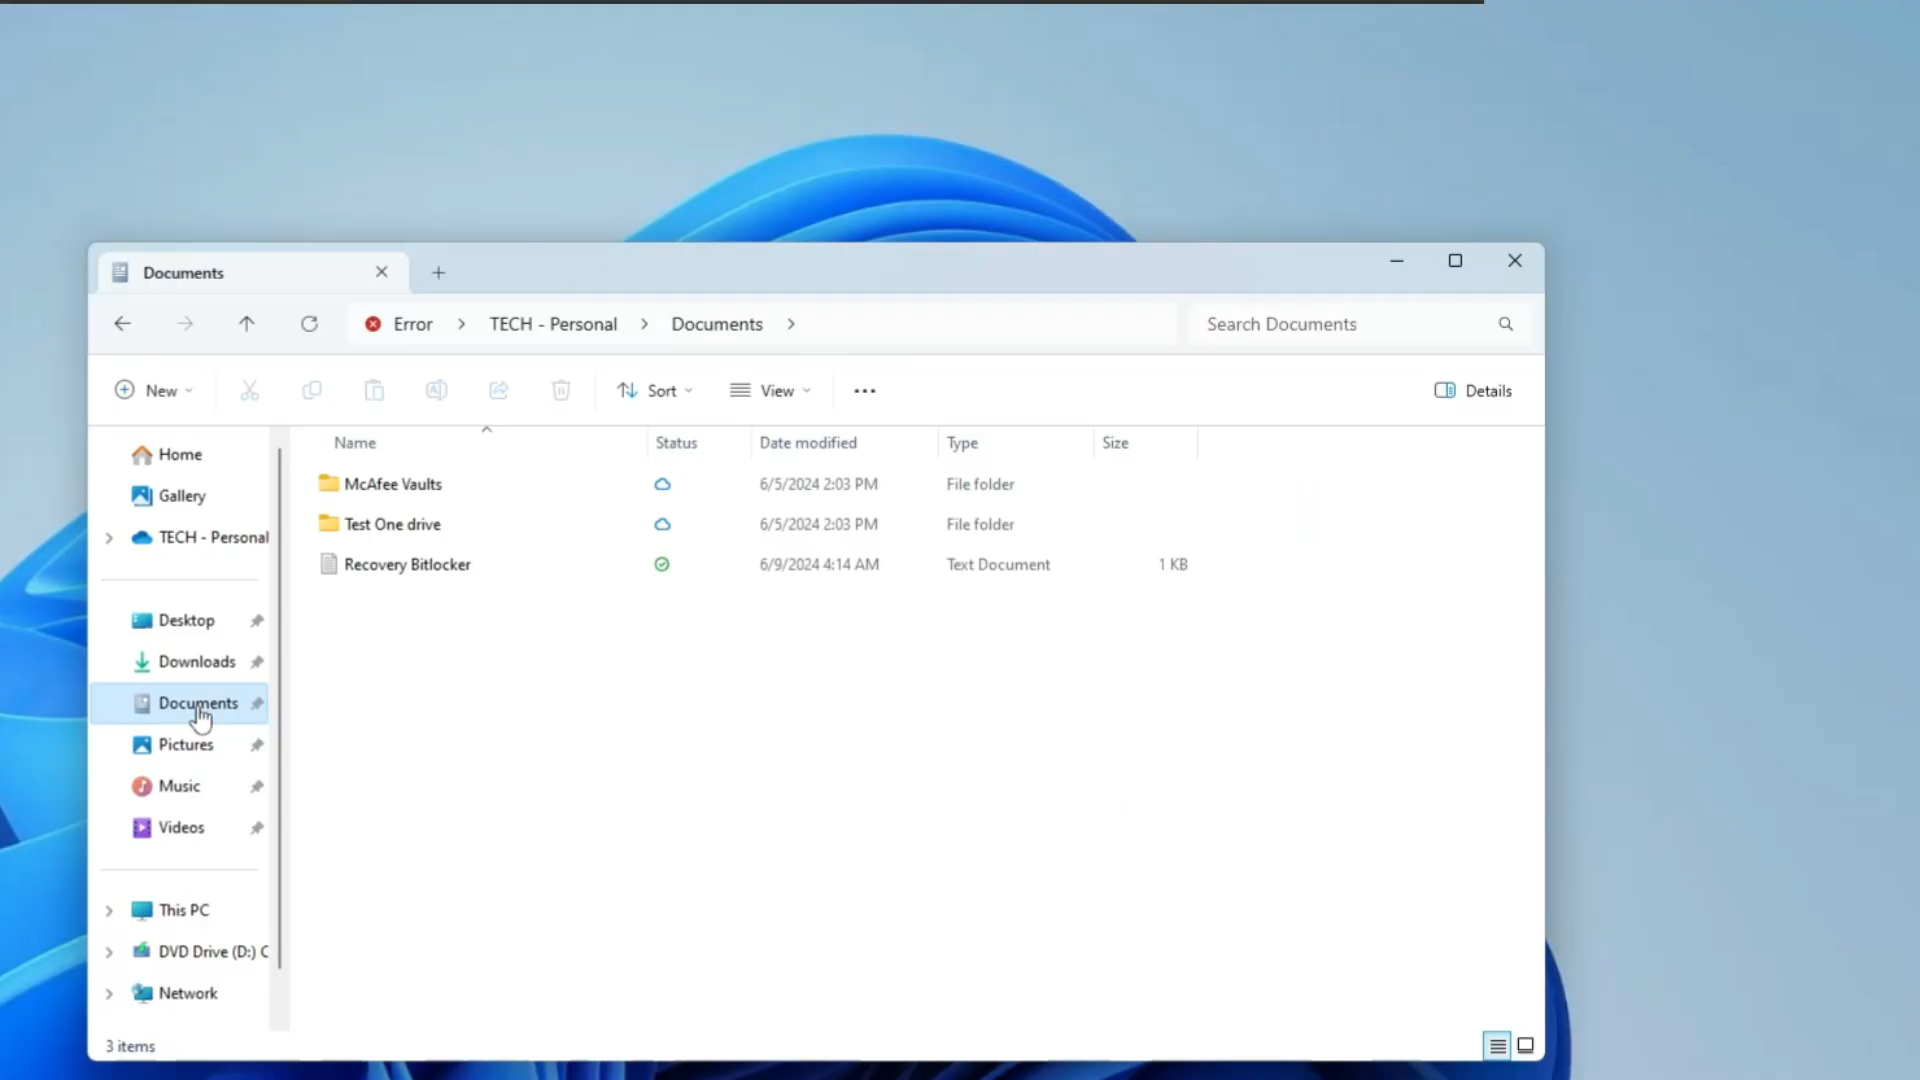 Documents
Error > TECH - Personal > Documents >
Search Documents
New
Sort
View
Details
Name Status Date modified Type Size
McAfee Vaults 6/5/2024 2:03 PM File folder
Test One drive 6/5/2024 2:03 PM File folder
Recovery Bitlocker 6/9/2024 4:14 AM Text Document 1 KB
Home
Gallery
TECH - Personal
Desktop
Downloads
Documents
Pictures
Music
Videos
This PC
DVD Drive (D:) C
Network
3 items